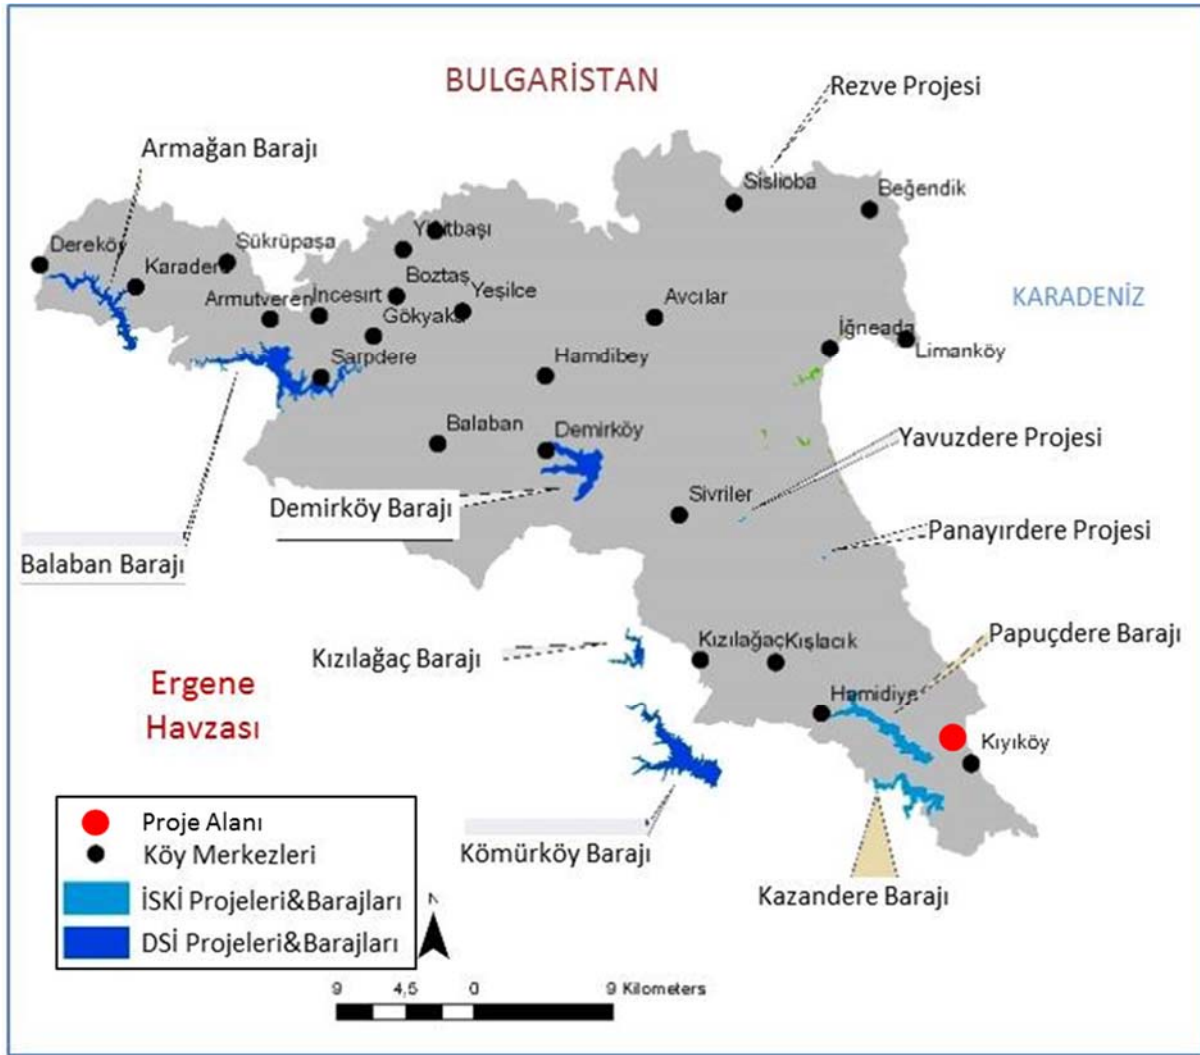 BULGARİSTAN
Rezve Projesi
Armağan Barajı
Sislioba
Beğendik
Dereköy
Sükrüpaşa
Karadere
Boztaş
Yeşilce
Armutveren
İncesırt
Gökyaka
Avcılar
KARADENİZ
İğneada
Limanköy
Sarpdere
Hamdibey
Balaban
Demirköy
Yavuzdere Projesi
Demirköy Barajı
Sivriler
Panayırdere Projesi
Balaban Barajı
Kızılağaç Barajı
Kızılağaç
Kışlacık
Papuçdere Barajı
Ergene
Havzası
Hamidiye
Kıyıköy
Proje Alanı
Köy Merkezleri
İSKİ Projeleri&Barajları
DSİ Projeleri&Barajları
Kömürköy Barajı
Kazandere Barajı
N
9 4,5 0 9 Kilometers